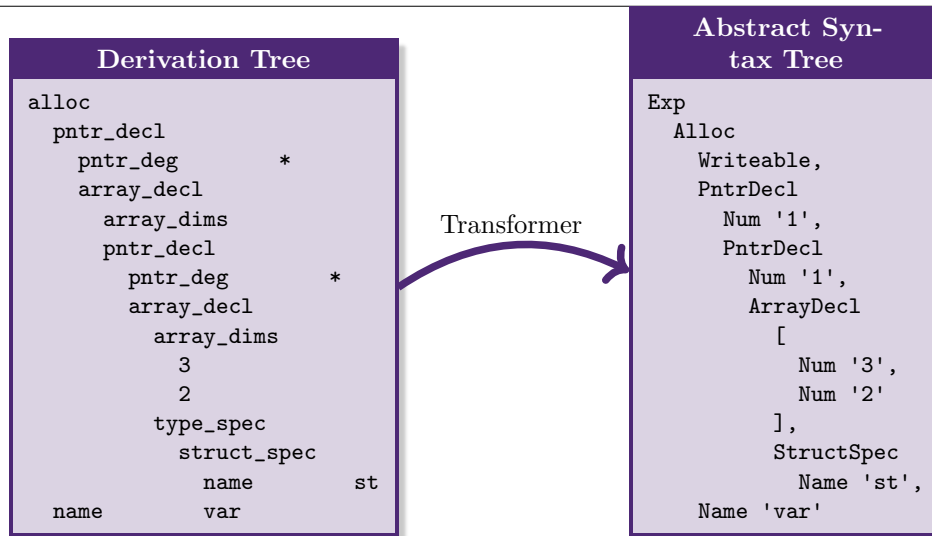 Derivation Tree
alloc
  pntr_decl
    pntr_deg        *
    array_decl
      array_dims
      pntr_decl
        pntr_deg        *
        array_decl
          array_dims
            3
            2
          type_spec
            struct_spec
              name        st
  name        var
Transformer
Abstract Syn-
tax Tree
Exp
  Alloc
    Writeable,
    PntrDecl
      Num '1',
      PntrDecl
        Num '1',
        ArrayDecl
          [
            Num '3',
            Num '2'
          ],
          StructSpec
            Name 'st',
    Name 'var'